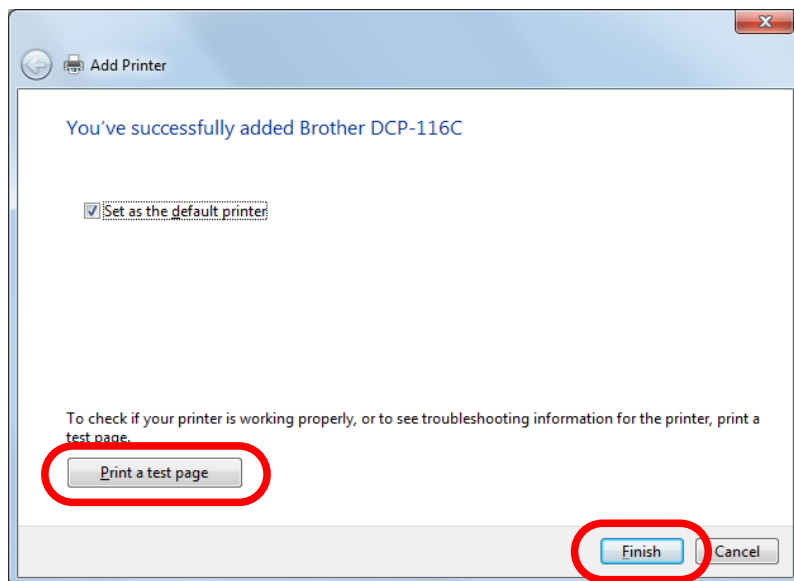 Add Printer
You've successfully added Brother DCP-116C
Set as the default printer
To check if your printer is working properly, or to see troubleshooting information for the printer, print a
test page.
Print a test page
Finish Cancel